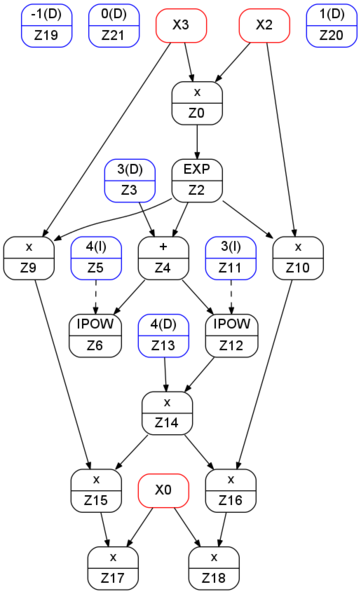 -1(D)
Z19
0(D)
Z21
X3
X2
1(D)
Z20
x
Z0
3(D)
Z3
EXP
Z2
x
Z9
4(I)
Z5
+
Z4
3(I)
Z11
x
Z10
IPOW
Z6
4(D)
Z13
IPOW
Z12
x
Z14
x
Z15
X0
x
Z16
x
Z17
x
Z18